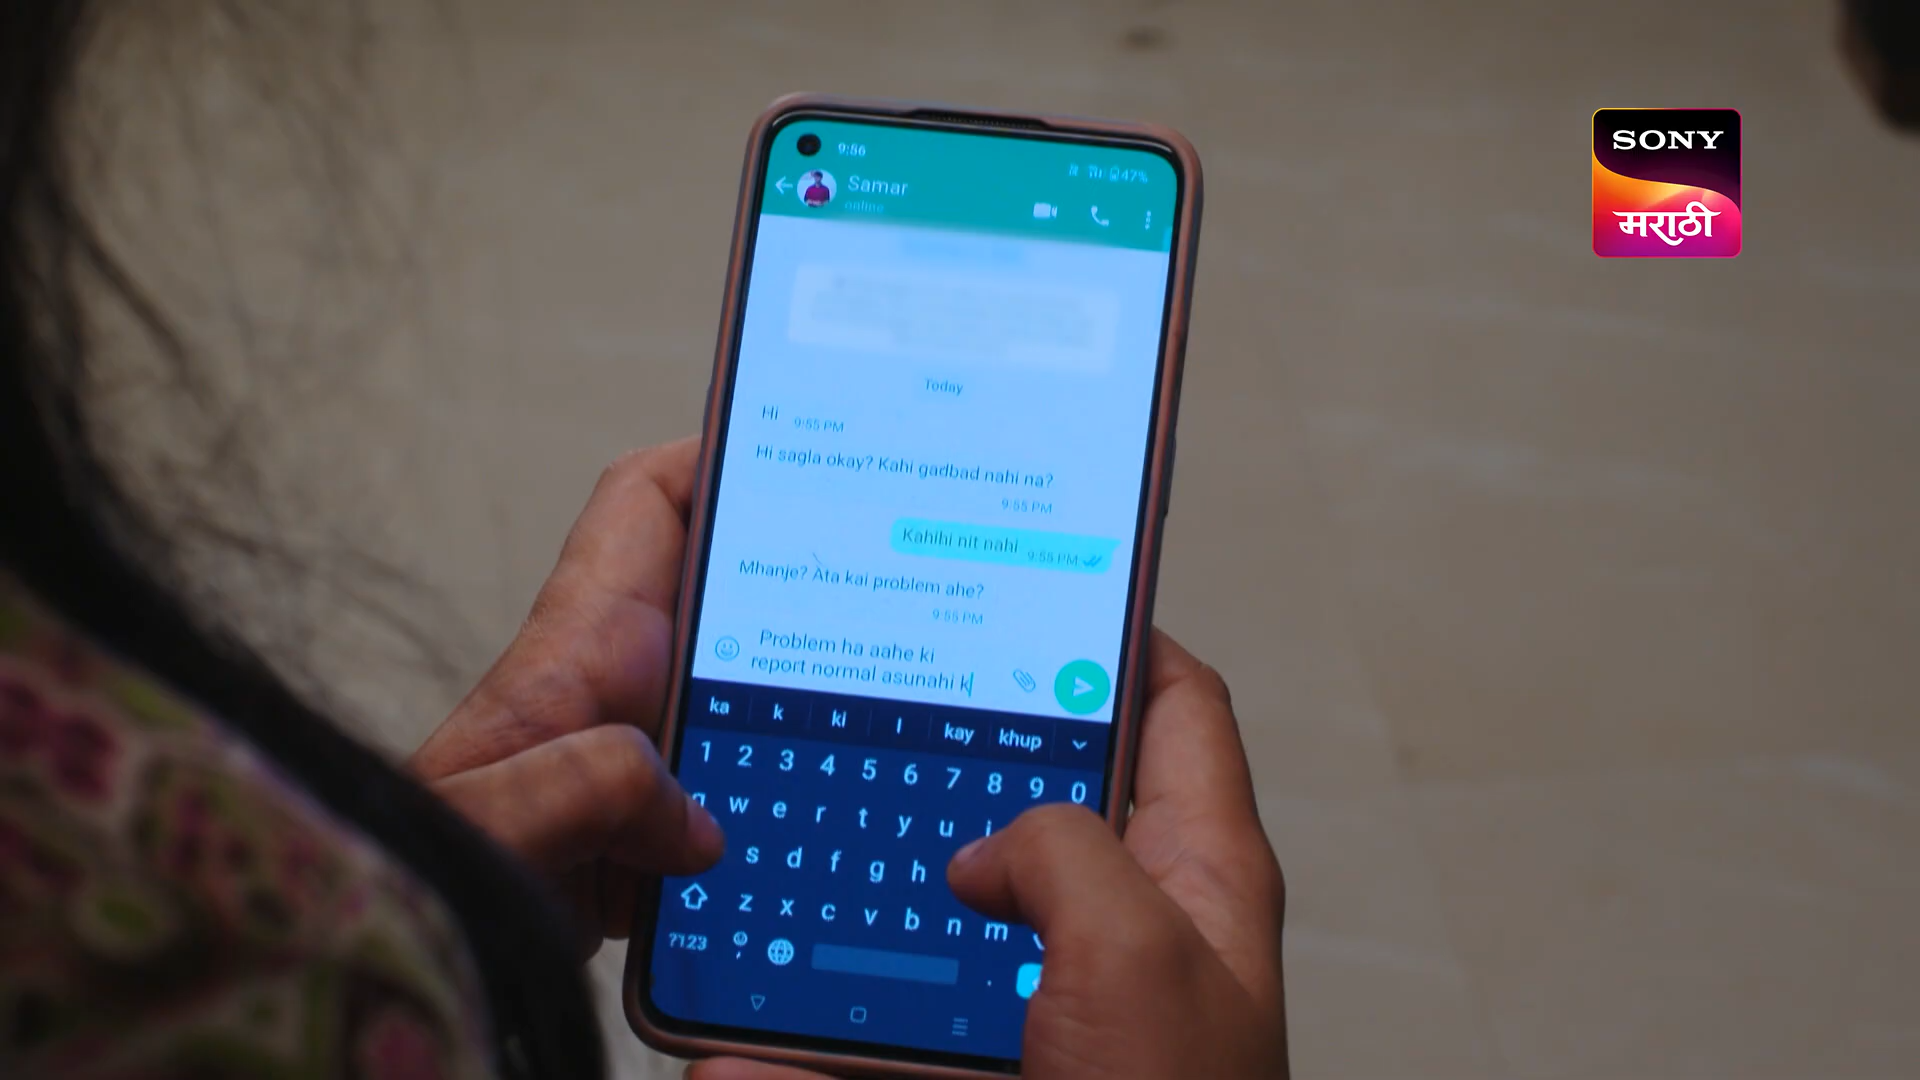 SONY
मराठी
9:56
47%
Samar
online
Today
Hi
9:55 PM
Hi sagla okay? Kahi gadbad nahi na?
9:55 PM
Kahihi nit nahi 9:55 PM
Mhanje? Ata kai problem ahe?
9:55 PM
Problem ha aahe ki
report normal asunahi k
ka k ki l kay khup
1 2 3 4 5 6 7 8 9 0
q w e r t y u i
s d f g h
z x c v b n m
?123 , .